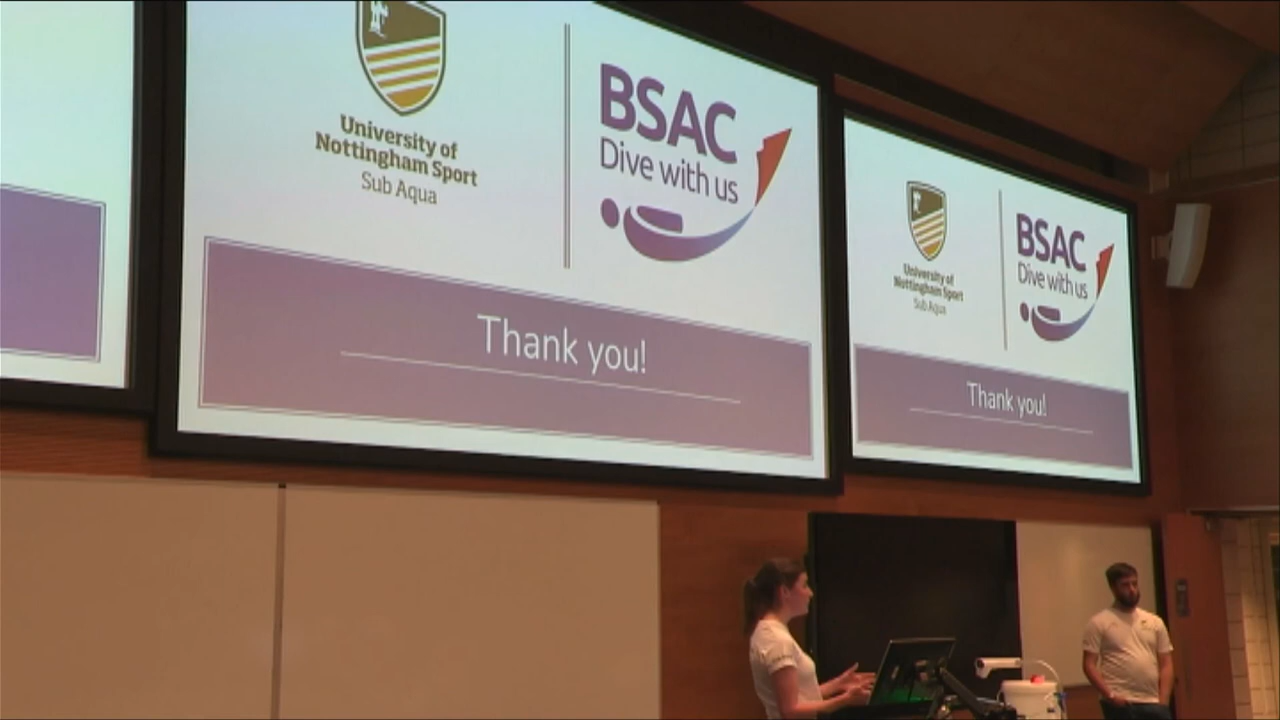 University of
Nottingham Sport
Sub Aqua
BSAC
Dive with us
Thank you!
University of
Nottingham Sport
Sub Aqua
BSAC
Dive with us
Thank you!